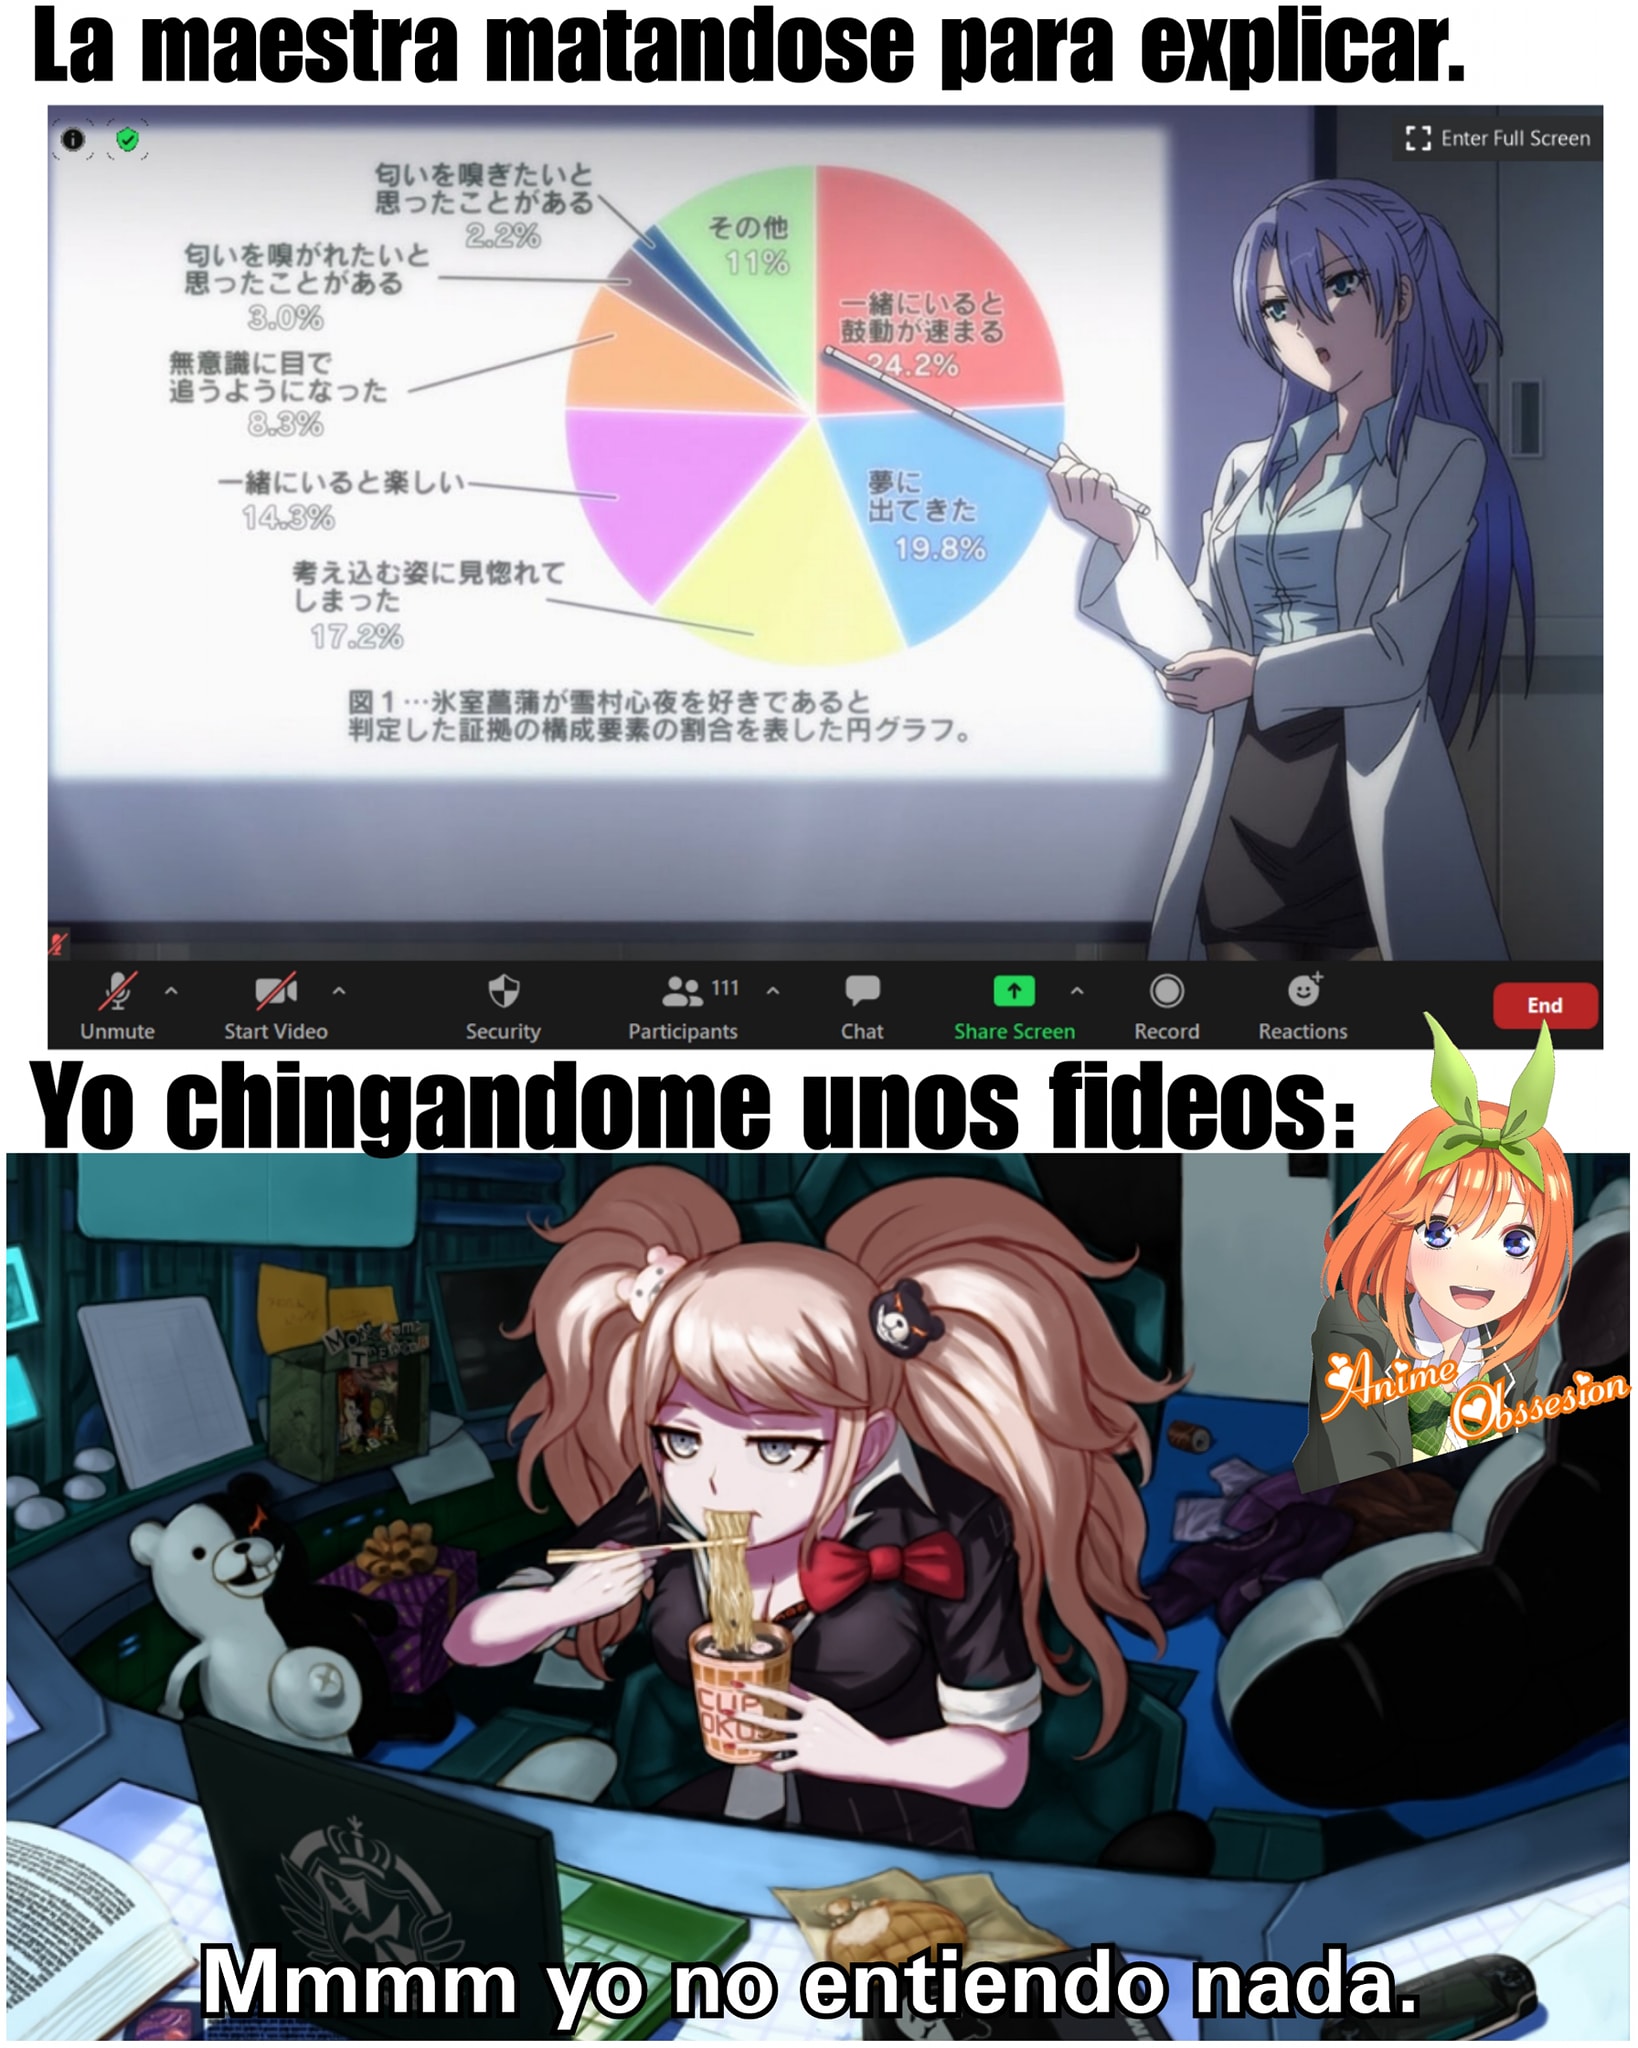 La maestra matandose para explicar.
Enter Full Screen
匂いを嗅ぎたいと
思ったことがある
2.2%
その他
11%
匂いを嗅がれたいと
思ったことがある
3.0%
一緒にいると
鼓動が速まる
24.2%
無意識に目で
追うようになった
8.3%
一緒にいると楽しい
14.3%
夢に
出てきた
19.8%
考え込む姿に見惚れて
しまった
17.2%
図1…氷室菖蒲が雪村心夜を好きであると
判定した証拠の構成要素の割合を表した円グラフ。
Unmute
Start Video
Security
111
Participants
Chat
Share Screen
Record
Reactions
End
Yo chingandome unos fideos:
Anime
Obssesion
CUP
Mmmm yo no entiendo nada.